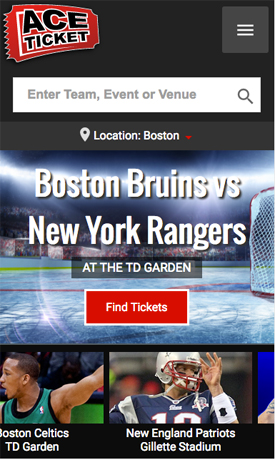 ACE
TICKET
Enter Team, Event or Venue
Location: Boston
Boston Bruins vs
New York Rangers
AT THE TD GARDEN
Find Tickets
Boston Celtics
TD Garden
New England Patriots
Gillette Stadium